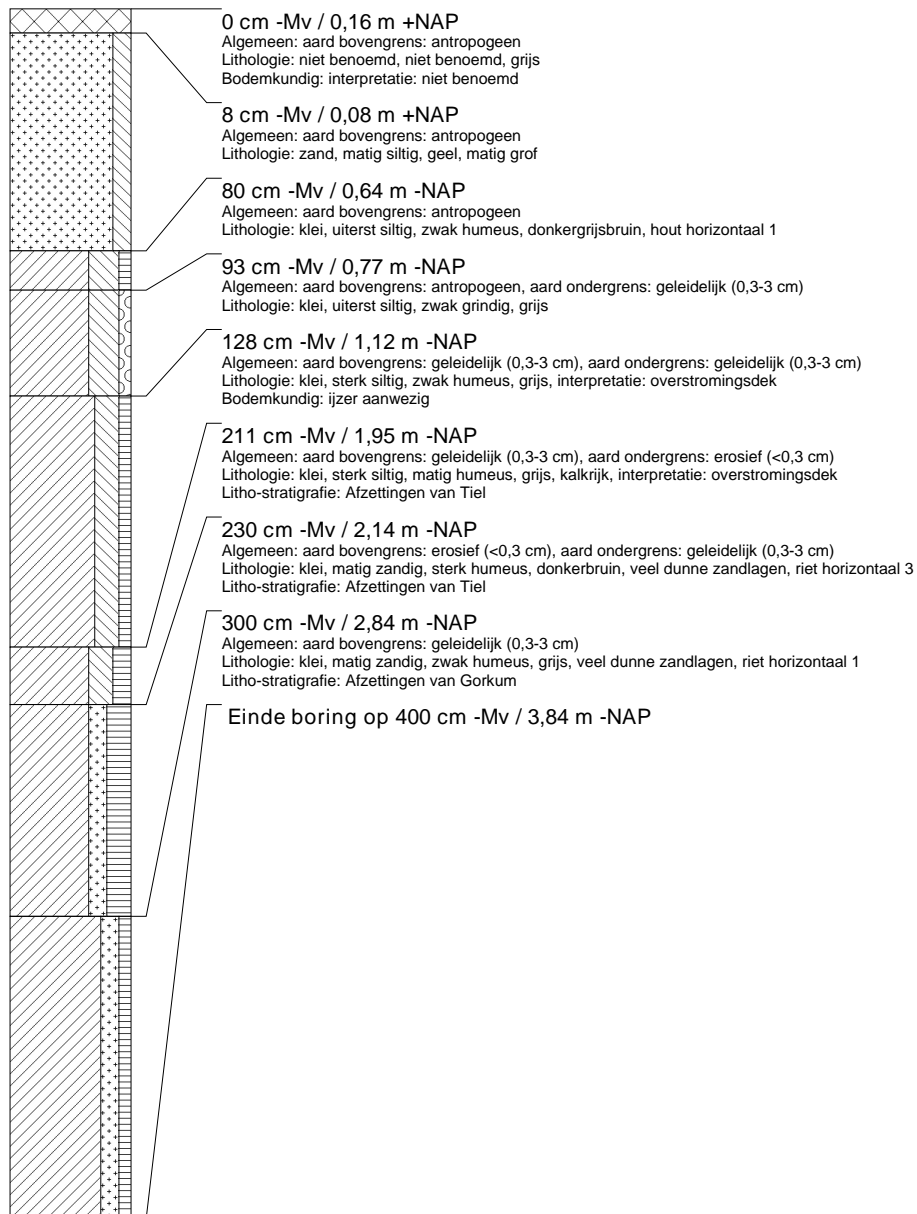 0 cm -Mv / 0,16 m +NAP
Algemeen: aard bovengrens: antropogeen
Lithologie: niet benoemd, niet benoemd, grijs
Bodemkundig: interpretatie: niet benoemd
8 cm -Mv / 0,08 m +NAP
Algemeen: aard bovengrens: antropogeen
Lithologie: zand, matig siltig, geel, matig grof
80 cm -Mv / 0,64 m -NAP
Algemeen: aard bovengrens: antropogeen
Lithologie: klei, uiterst siltig, zwak humeus, donkergrijsbruin, hout horizontaal 1
93 cm -Mv / 0,77 m -NAP
Algemeen: aard bovengrens: antropogeen, aard ondergrens: geleidelijk (0,3-3 cm)
Lithologie: klei, uiterst siltig, zwak grindig, grijs
128 cm -Mv / 1,12 m -NAP
Algemeen: aard bovengrens: geleidelijk (0,3-3 cm), aard ondergrens: geleidelijk (0,3-3 cm)
Lithologie: klei, sterk siltig, zwak humeus, grijs, interpretatie: overstromingsdek
Bodemkundig: ijzer aanwezig
211 cm -Mv / 1,95 m -NAP
Algemeen: aard bovengrens: geleidelijk (0,3-3 cm), aard ondergrens: erosief (<0,3 cm)
Lithologie: klei, sterk siltig, matig humeus, grijs, kalkrijk, interpretatie: overstromingsdek
Litho-stratigrafie: Afzettingen van Tiel
230 cm -Mv / 2,14 m -NAP
Algemeen: aard bovengrens: erosief (<0,3 cm), aard ondergrens: geleidelijk (0,3-3 cm)
Lithologie: klei, matig zandig, sterk humeus, donkerbruin, veel dunne zandlagen, riet horizontaal 3
Litho-stratigrafie: Afzettingen van Tiel
300 cm -Mv / 2,84 m -NAP
Algemeen: aard bovengrens: geleidelijk (0,3-3 cm)
Lithologie: klei, matig zandig, zwak humeus, grijs, veel dunne zandlagen, riet horizontaal 1
Litho-stratigrafie: Afzettingen van Gorkum
Einde boring op 400 cm -Mv / 3,84 m -NAP